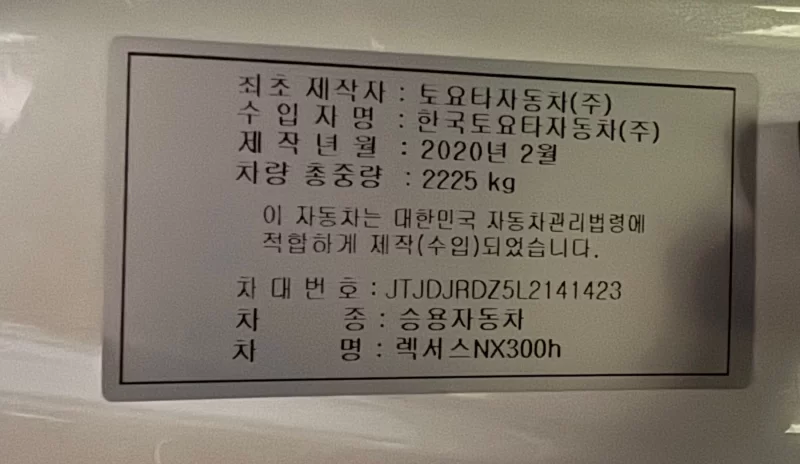 최초 제작자 : 토요타자동차(주)
수 입 자 명 : 한국토요타자동차(주)
제 작 년 월 : 2020년 2월
차량 총중량 : 2225 kg
이 자동차는 대한민국 자동차관리법령에
적합하게 제작(수입)되었습니다.
차 대 번 호 : JTJDJRDZ5L2141423
차 종 : 승용자동차
차 명 : 렉서스NX300h